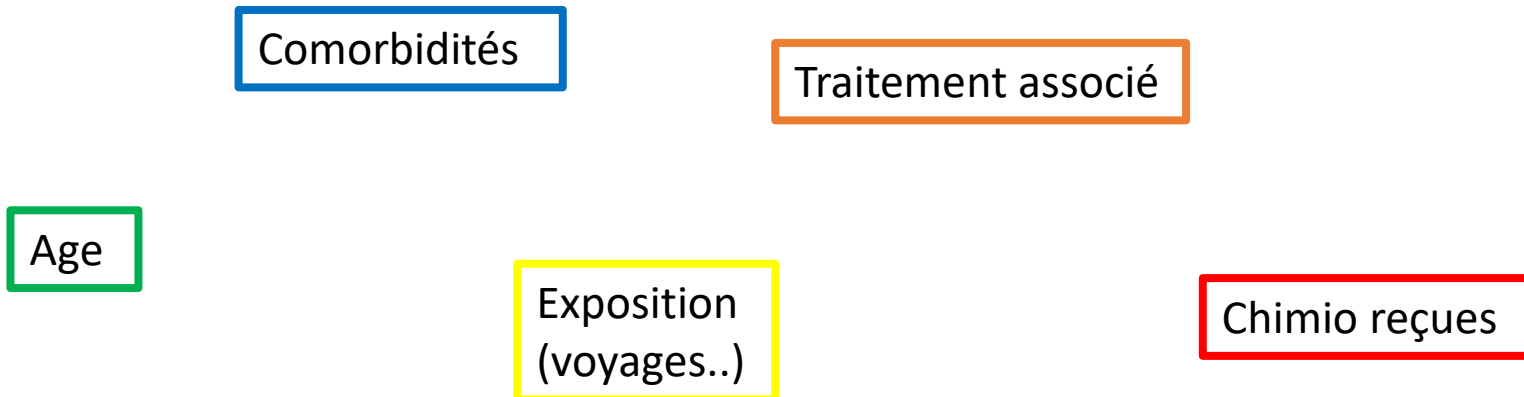 Comorbidités
Traitement associé
Age
Exposition
(voyages..)
Chimio reçues